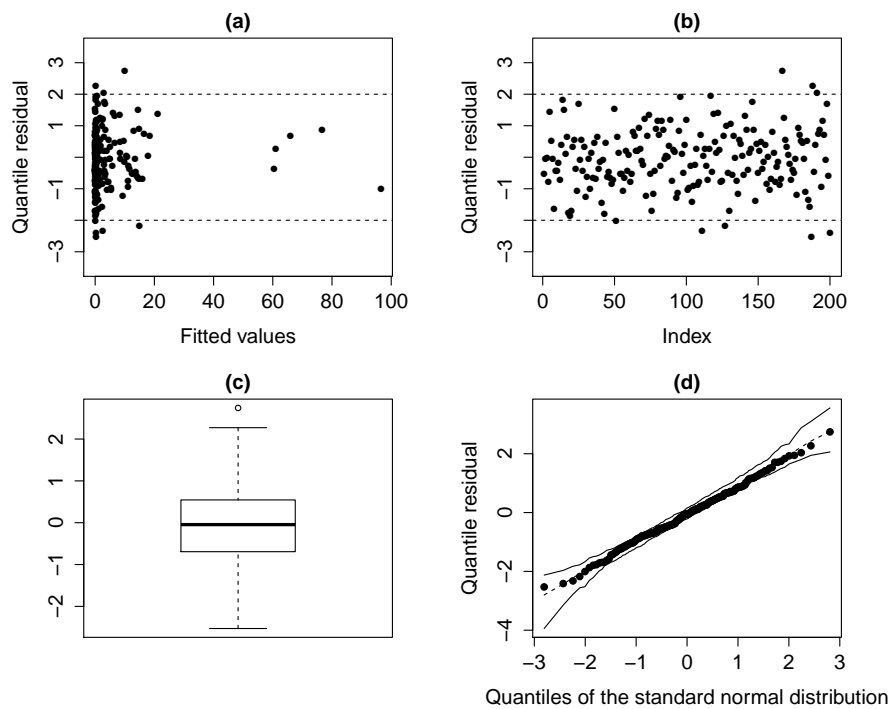 (a)
Quantile residual
3
2
1
−1
−3
0 20 40 60 80 100
Fitted values
(b)
Quantile residual
3
2
1
−1
−3
0 50 100 150 200
Index
(c)
2
1
0
−1
−2
(d)
Quantile residual
2
0
−2
−4
−3 −2 −1 0 1 2 3
Quantiles of the standard normal distribution